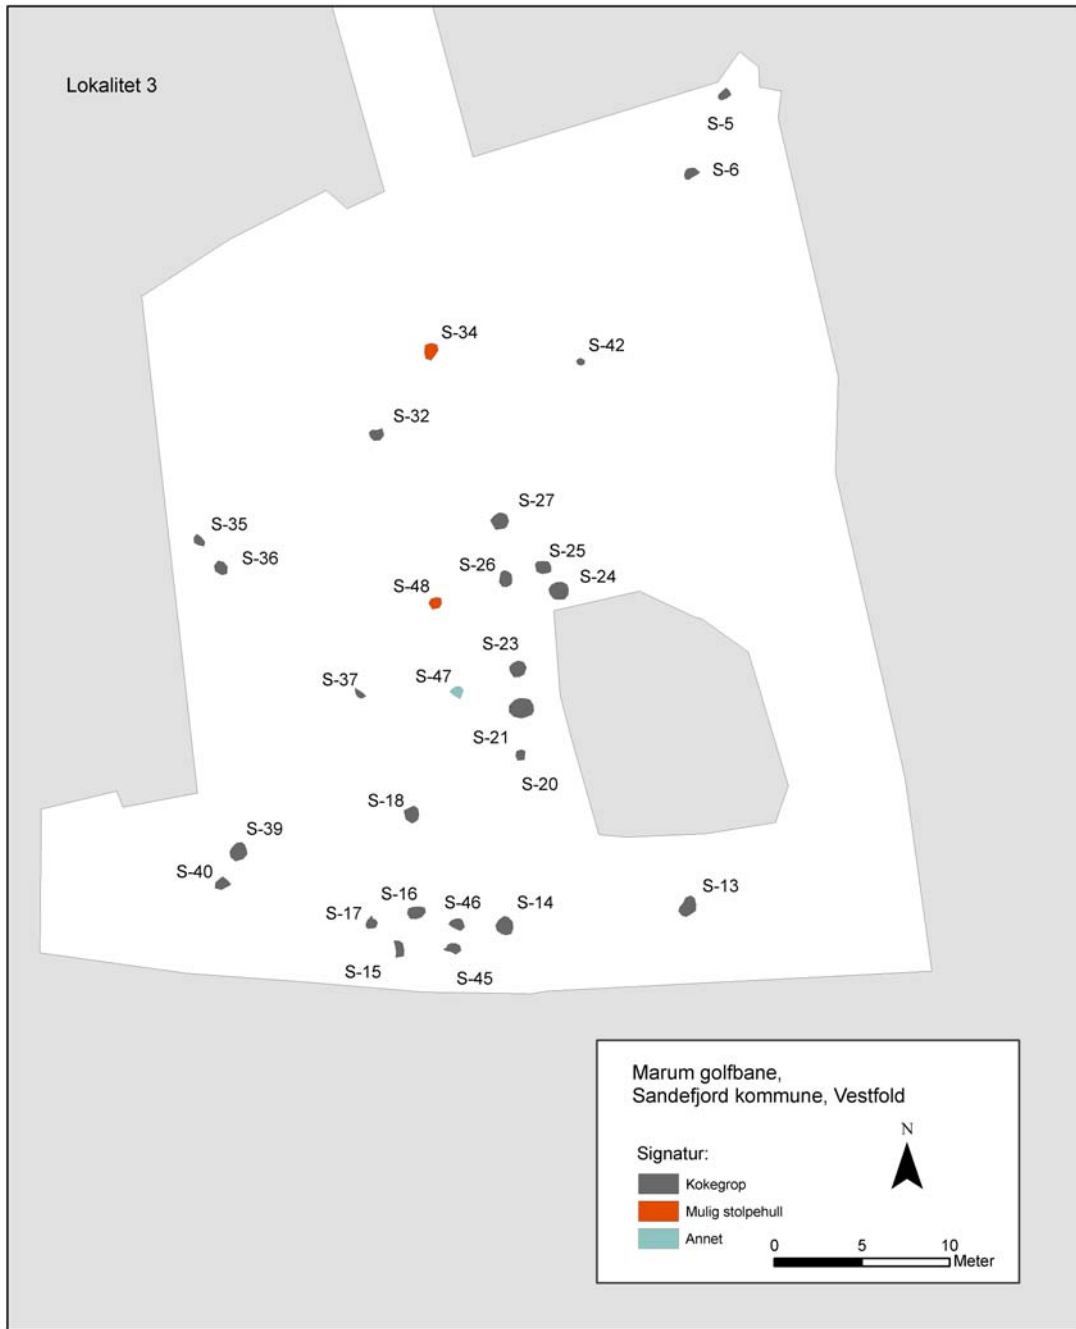 Lokalitet 3
S-5
S-6
S-34
S-42
S-32
S-27
S-35
S-25
S-36
S-26
S-24
S-48
S-23
S-37
S-47
S-21
S-20
S-18
S-39
S-40
S-16
S-46
S-14
S-13
S-17
S-15
S-45
Marum golfbane,
Sandefjord kommune, Vestfold
N
Signatur:
Kokegrop
Mulig stolpehull
Annet
0 5 10
Meter